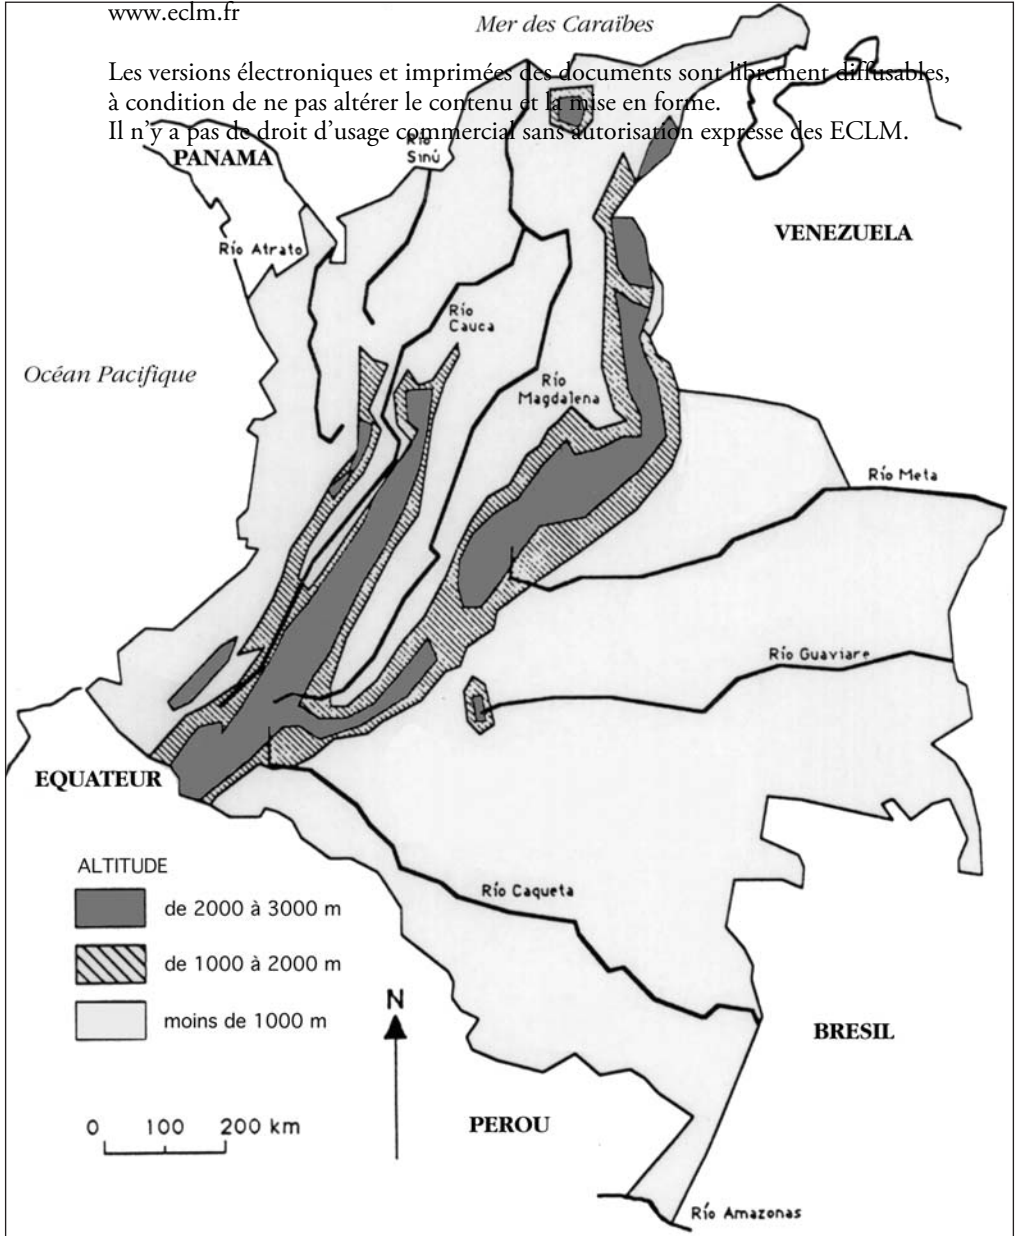 www.eclm.fr
Mer des Caraïbes
Les versions électroniques et imprimées des documents sont librement diffusables,
à condition de ne pas altérer le contenu et la mise en forme.
Il n'y a pas de droit d'usage commercial sans autorisation expresse des ECLM.
PANAMA
Río
Sinú
VENEZUELA
Río Atrato
Río
Cauca
Océan Pacifique
Río
Magdalena
Río Meta
Río Guaviare
EQUATEUR
ALTITUDE
de 2000 à 3000 m
de 1000 à 2000 m
moins de 1000 m
Río Caqueta
N
BRESIL
0 100 200 km
PEROU
Río Amazonas